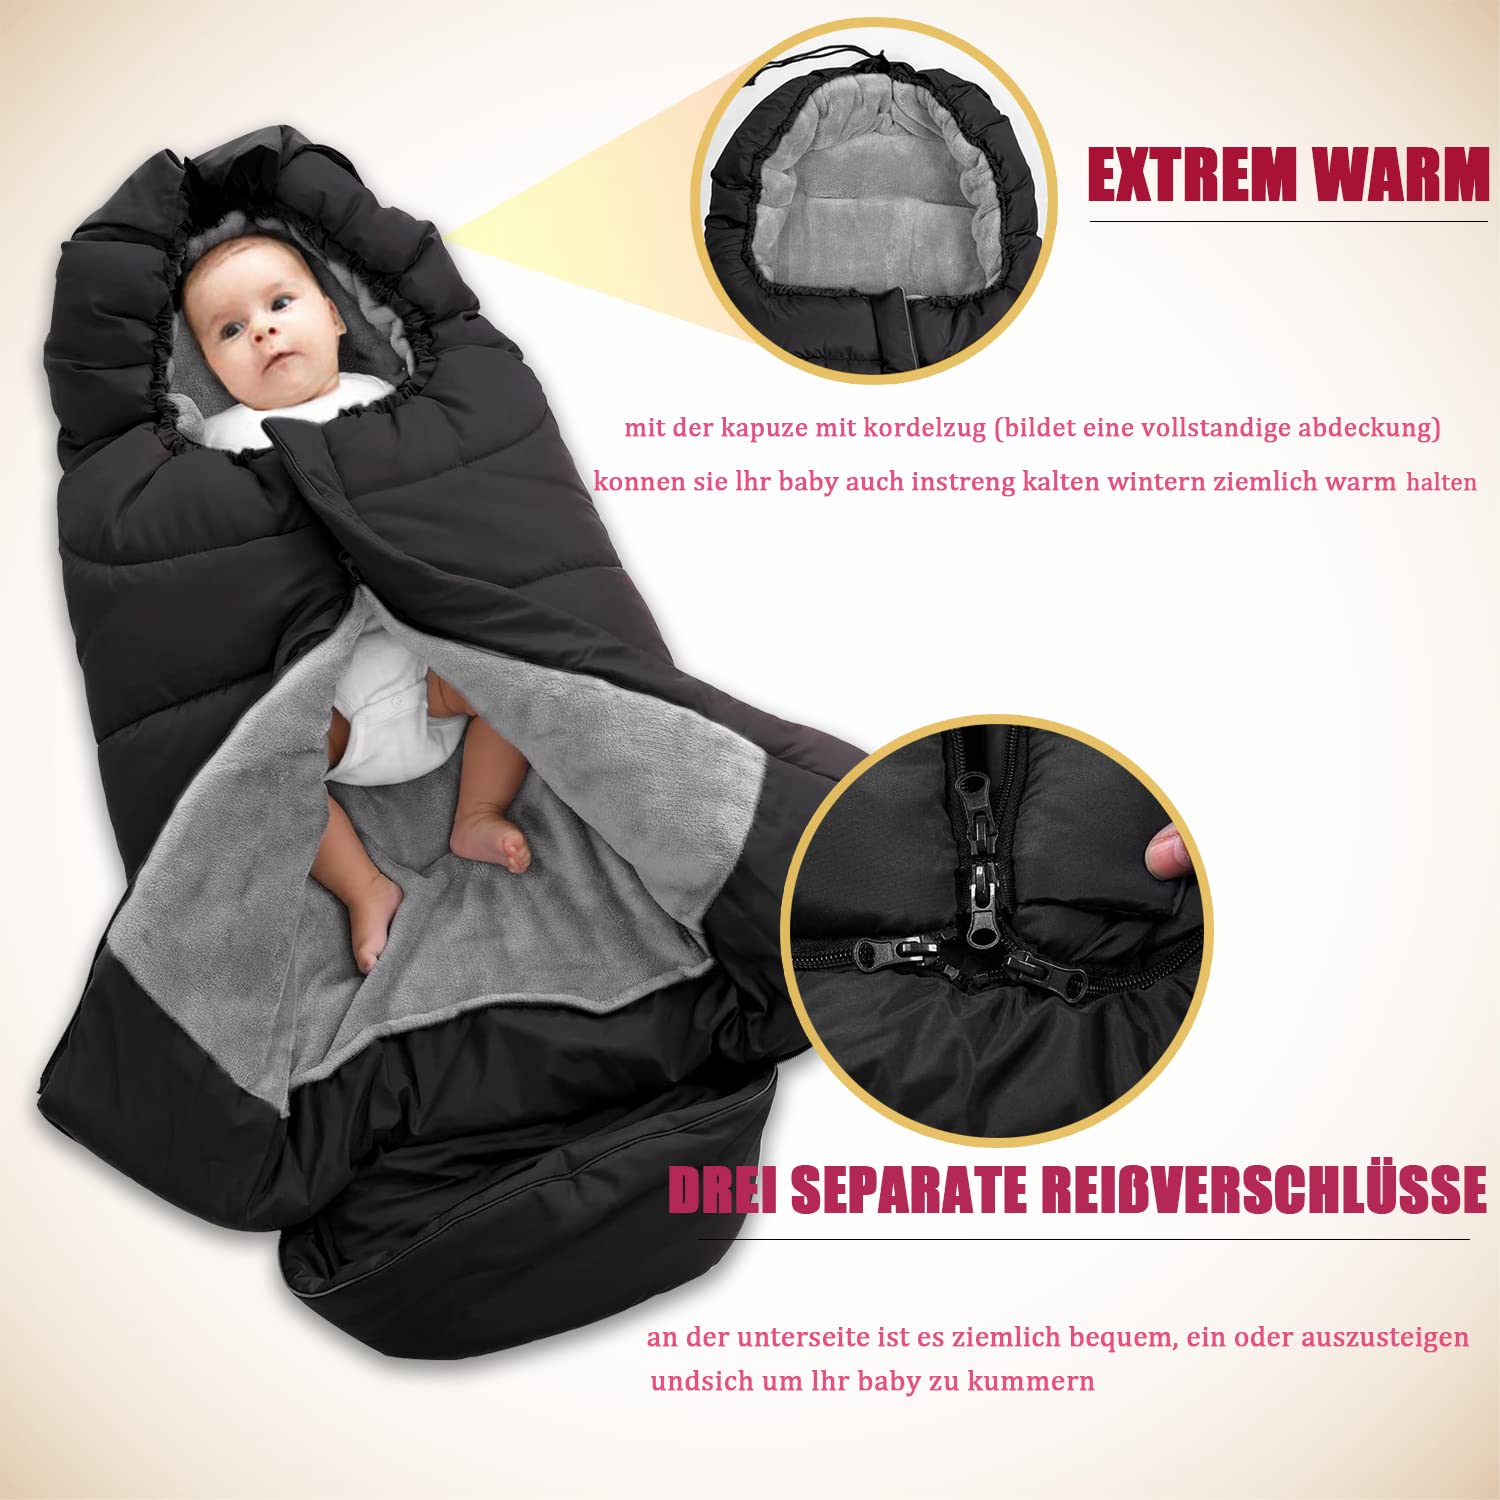 EXTREM WARM
mit der kapuze mit kordelzug (bildet eine vollstandige abdeckung)
konnen sie lhr baby auch instreng kalten wintern ziemlich warm halten
DREI SEPARATE REIßVERSCHLÜSSE
an der unterseite ist es ziemlich bequem, ein oder auszusteigen
undsich um lhr baby zu kummern